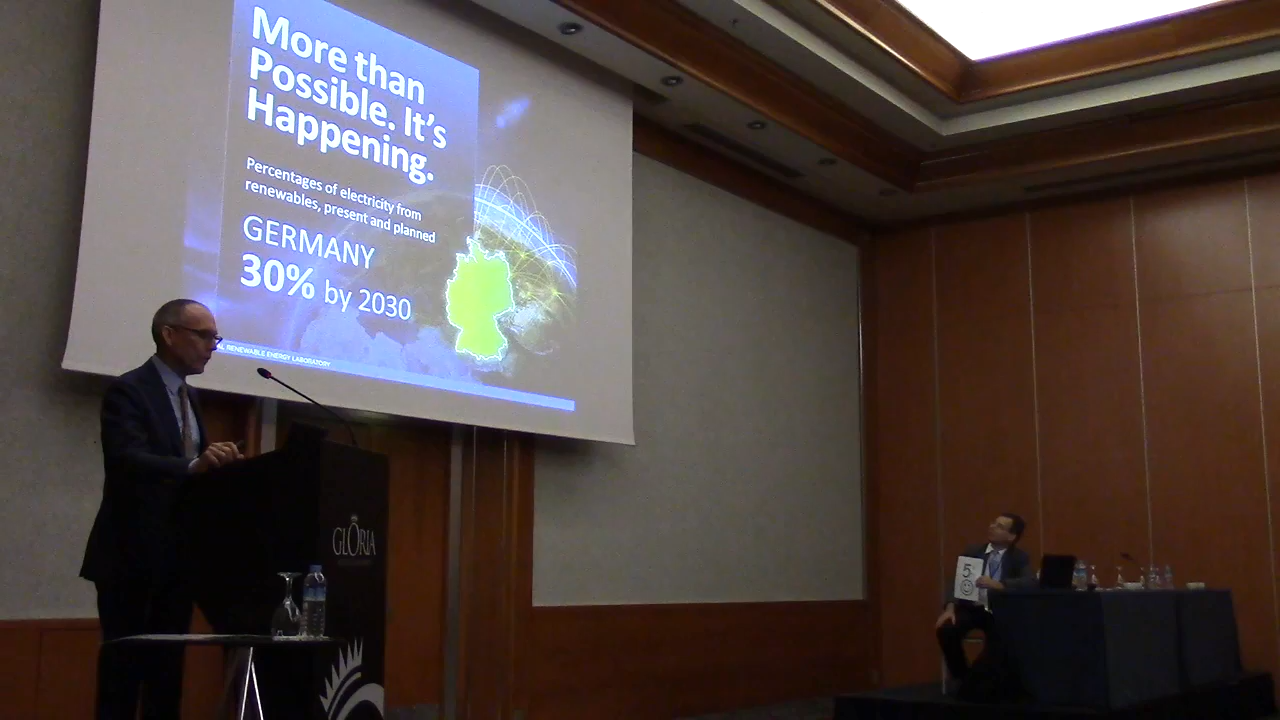 More than
Possible. It's
Happening.
Percentages of electricity from
renewables, present and planned
GERMANY
30% by 2030
RENEWABLE ENERGY LABORATORY
GLORIA
5